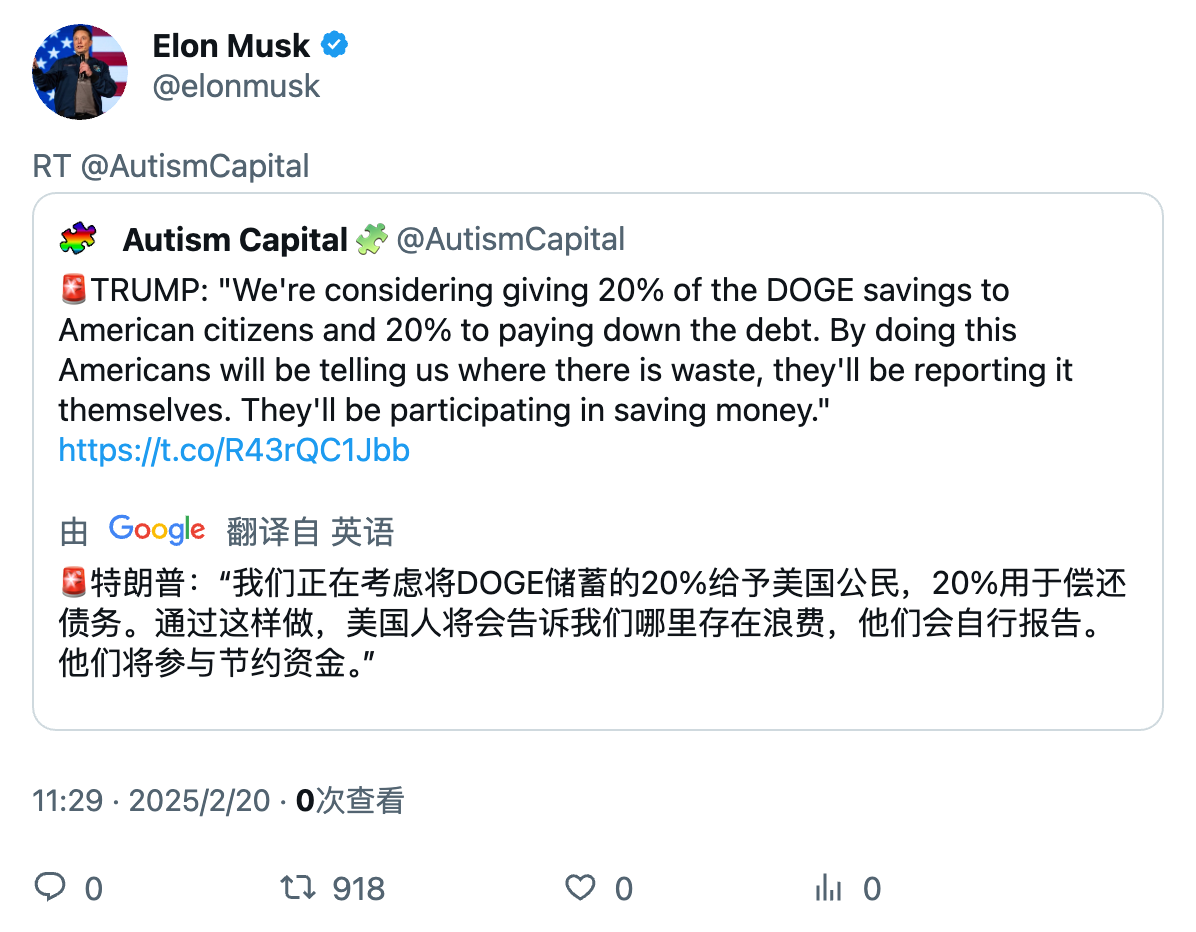 Elon Musk
@elonmusk
RT @AutismCapital
Autism Capital🧩 @AutismCapital
🚨TRUMP: "We're considering giving 20% of the DOGE savings to
American citizens and 20% to paying down the debt. By doing this
Americans will be telling us where there is waste, they'll be reporting it
themselves. They'll be participating in saving money."
https://t.co/R43rQC1Jbb
由 Google 翻译自 英语
🚨特朗普：“我们正在考虑将DOGE储蓄的20%给予美国公民，20%用于偿还
债务。通过这样做，美国人将会告诉我们哪里存在浪费，他们会自行报告。
他们将参与节约资金。”
11:29 · 2025/2/20 · 0次查看
0 918 0 0